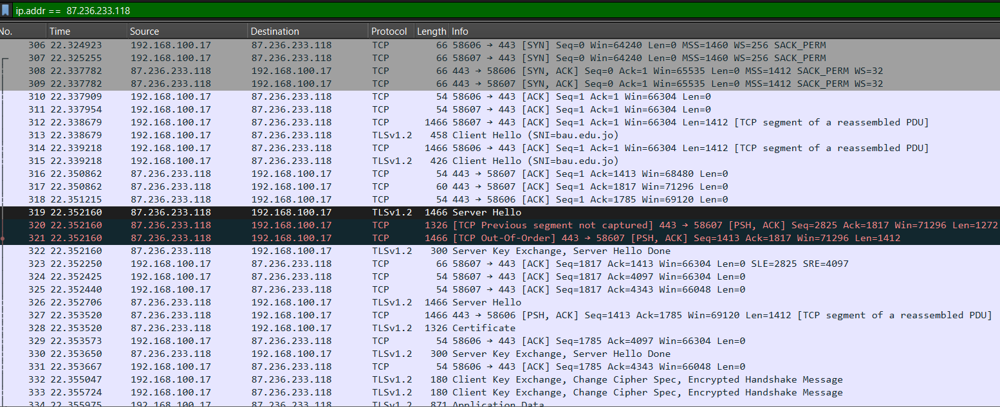 ip.addr == 87.236.233.118
No. Time Source Destination Protocol Length Info
306 22.324923 192.168.100.17 87.236.233.118 TCP 66 58606 → 443 [SYN] Seq=0 Win=64240 Len=0 MSS=1460 WS=256 SACK_PERM
307 22.325255 192.168.100.17 87.236.233.118 TCP 66 58607 → 443 [SYN] Seq=0 Win=64240 Len=0 MSS=1460 WS=256 SACK_PERM
308 22.337782 87.236.233.118 192.168.100.17 TCP 66 443 → 58606 [SYN, ACK] Seq=0 Ack=1 Win=65535 Len=0 MSS=1412 SACK_PERM WS=32
309 22.337782 87.236.233.118 192.168.100.17 TCP 66 443 → 58607 [SYN, ACK] Seq=0 Ack=1 Win=65535 Len=0 MSS=1412 SACK_PERM WS=32
310 22.337909 192.168.100.17 87.236.233.118 TCP 54 58606 → 443 [ACK] Seq=1 Ack=1 Win=66304 Len=0
311 22.337954 192.168.100.17 87.236.233.118 TCP 54 58607 → 443 [ACK] Seq=1 Ack=1 Win=66304 Len=0
312 22.338679 192.168.100.17 87.236.233.118 TCP 1466 58607 → 443 [ACK] Seq=1 Ack=1 Win=66304 Len=1412 [TCP segment of a reassembled PDU]
313 22.338679 192.168.100.17 87.236.233.118 TLSv1.2 458 Client Hello (SNI=bau.edu.jo)
314 22.339218 192.168.100.17 87.236.233.118 TCP 1466 58606 → 443 [ACK] Seq=1 Ack=1 Win=66304 Len=1412 [TCP segment of a reassembled PDU]
315 22.339218 192.168.100.17 87.236.233.118 TLSv1.2 426 Client Hello (SNI=bau.edu.jo)
316 22.350862 87.236.233.118 192.168.100.17 TCP 54 443 → 58607 [ACK] Seq=1 Ack=1413 Win=68480 Len=0
317 22.350862 87.236.233.118 192.168.100.17 TCP 60 443 → 58607 [ACK] Seq=1 Ack=1817 Win=71296 Len=0
318 22.351215 87.236.233.118 192.168.100.17 TCP 54 443 → 58606 [ACK] Seq=1 Ack=1785 Win=69120 Len=0
319 22.352160 87.236.233.118 192.168.100.17 TLSv1.2 1466 Server Hello
320 22.352160 87.236.233.118 192.168.100.17 TCP 1326 [TCP Previous segment not captured] 443 → 58607 [PSH, ACK] Seq=2825 Ack=1817 Win=71296 Len=1272
321 22.352160 87.236.233.118 192.168.100.17 TCP 1466 [TCP Out-Of-Order] 443 → 58607 [PSH, ACK] Seq=1413 Ack=1817 Win=71296 Len=1412
322 22.352160 87.236.233.118 192.168.100.17 TLSv1.2 300 Server Key Exchange, Server Hello Done
323 22.352250 192.168.100.17 87.236.233.118 TCP 66 58607 → 443 [ACK] Seq=1817 Ack=1413 Win=66304 Len=0 SLE=2825 SRE=4097
324 22.352425 192.168.100.17 87.236.233.118 TCP 54 58607 → 443 [ACK] Seq=1817 Ack=4097 Win=66304 Len=0
325 22.352440 192.168.100.17 87.236.233.118 TCP 54 58607 → 443 [ACK] Seq=1817 Ack=4343 Win=66048 Len=0
326 22.352706 87.236.233.118 192.168.100.17 TLSv1.2 1466 Server Hello
327 22.353520 87.236.233.118 192.168.100.17 TCP 1466 443 → 58606 [PSH, ACK] Seq=1413 Ack=1785 Win=69120 Len=1412 [TCP segment of a reassembled PDU]
328 22.353520 87.236.233.118 192.168.100.17 TLSv1.2 1326 Certificate
329 22.353573 192.168.100.17 87.236.233.118 TCP 54 58606 → 443 [ACK] Seq=1785 Ack=4097 Win=66304 Len=0
330 22.353650 87.236.233.118 192.168.100.17 TLSv1.2 300 Server Key Exchange, Server Hello Done
331 22.353667 192.168.100.17 87.236.233.118 TCP 54 58606 → 443 [ACK] Seq=1785 Ack=4343 Win=66048 Len=0
332 22.355047 192.168.100.17 87.236.233.118 TLSv1.2 180 Client Key Exchange, Change Cipher Spec, Encrypted Handshake Message
333 22.355724 192.168.100.17 87.236.233.118 TLSv1.2 180 Client Key Exchange, Change Cipher Spec, Encrypted Handshake Message
334 22.355975 192.168.100.17 87.236.233.118 TLSv1.2 871 Application Data